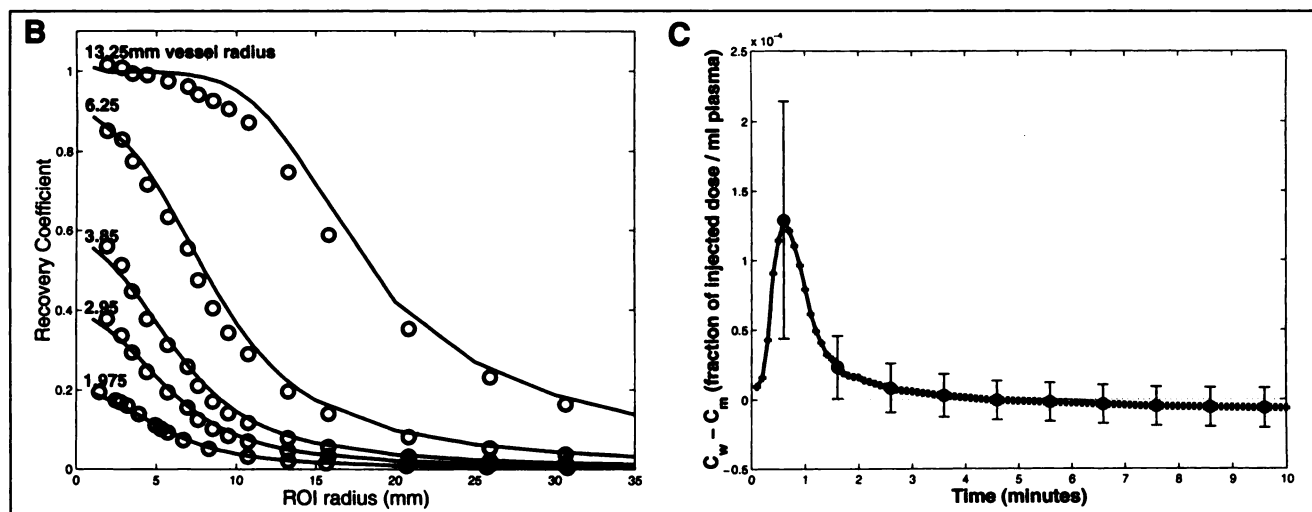 B
13.25mm vessel radius
6.25
3.85
2.95
1.975
1
0.8
0.6
0.4
0.2
0
0 5 10 15 20 25 30 35
Recovery Coefficient
ROI radius (mm)
C
x 10⁻⁴
2.5
2
1.5
1
0.5
0
-0.5
0 1 2 3 4 5 6 7 8 9 10
C_w – C_m (fraction of injected dose / ml plasma)
Time (minutes)